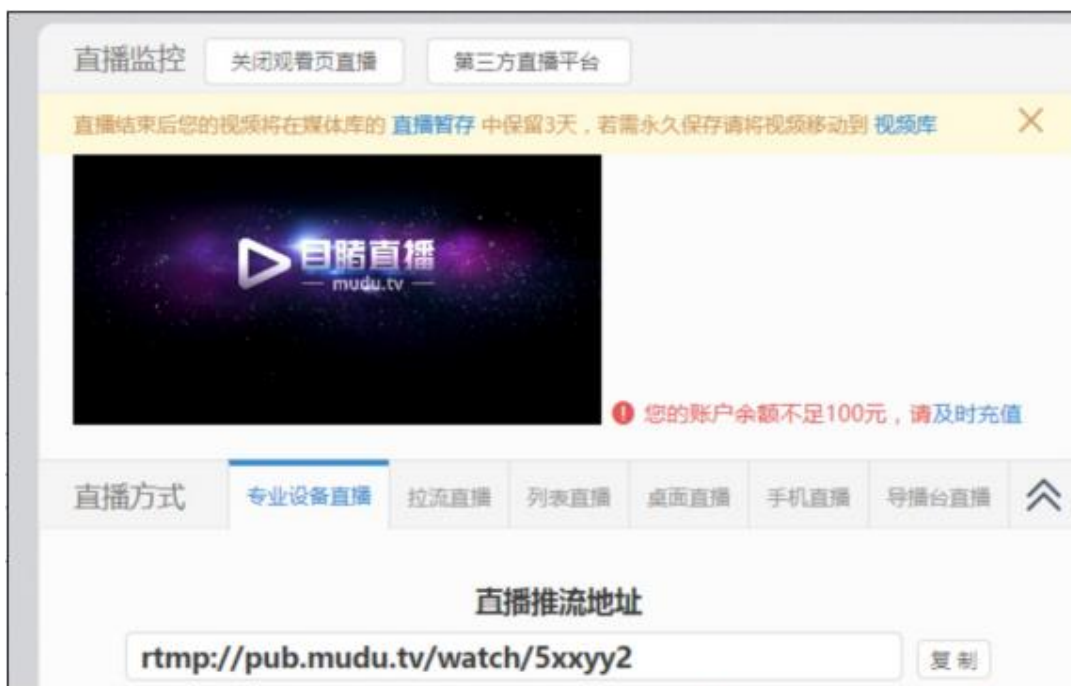 直播监控 关闭观看页直播 第三方直播平台
直播结束后您的视频将在媒体库的 直播暂存 中保留3天，若需永久保存请将视频移动到 视频库
目睹直播
mudu.tv
您的账户余额不足100元，请及时充值
直播方式 专业设备直播 拉流直播 列表直播 桌面直播 手机直播 导播台直播
直播推流地址
rtmp://pub.mudu.tv/watch/5xxyy2 复制